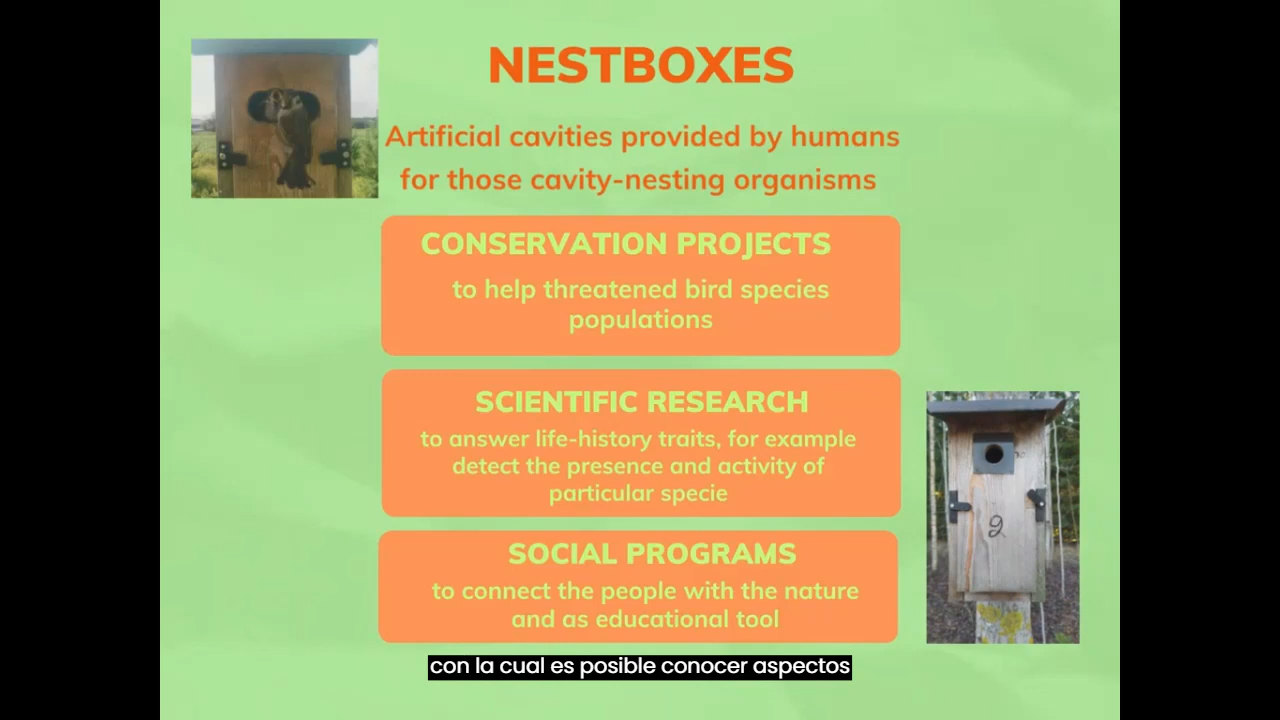 NESTBOXES
Artificial cavities provided by humans
for those cavity-nesting organisms
CONSERVATION PROJECTS
to help threatened bird species
populations
SCIENTIFIC RESEARCH
to answer life-history traits, for example
detect the presence and activity of
particular specie
9
SOCIAL PROGRAMS
to connect the people with the nature
and as educational tool
con la cual es posible conocer aspectos